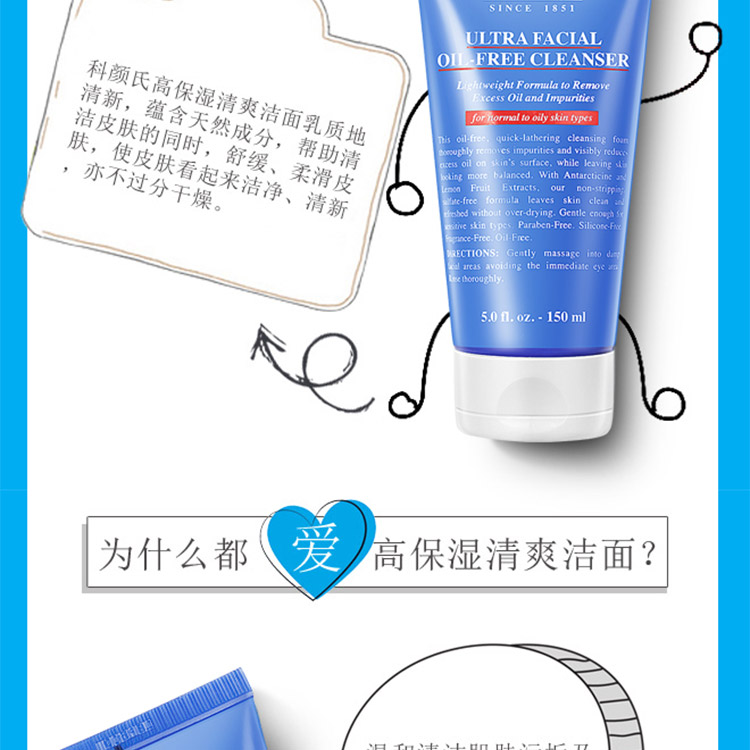 SINCE 1851
ULTRA FACIAL
OIL-FREE CLEANSER
Lightweight Formula to Remove
Excess Oil and Impurities
for normal to oily skin types
This oil-free, quick-lathering cleansing foam
thoroughly removes impurities and visibly reduces
excess oil on skin's surface, while leaving skin
looking more balanced. With Antarcticine and
Lemon Fruit Extracts, our non-stripping,
sulfate-free formula leaves skin clean and
refreshed without over-drying. Gentle enough for
sensitive skin types. Paraben-Free. Silicone-Free.
Fragrance-Free. Oil-Free.
DIRECTIONS: Gently massage into damp
facial areas avoiding the immediate eye area.
Rinse thoroughly.
5.0 fl. oz. - 150 ml
科颜氏高保湿清爽洁面乳质地
清新，蕴含天然成分，帮助清
洁皮肤的同时，舒缓、柔滑皮
肤，使皮肤看起来洁净、清新
，亦不过分干燥。
为什么都 爱 高保湿清爽洁面？